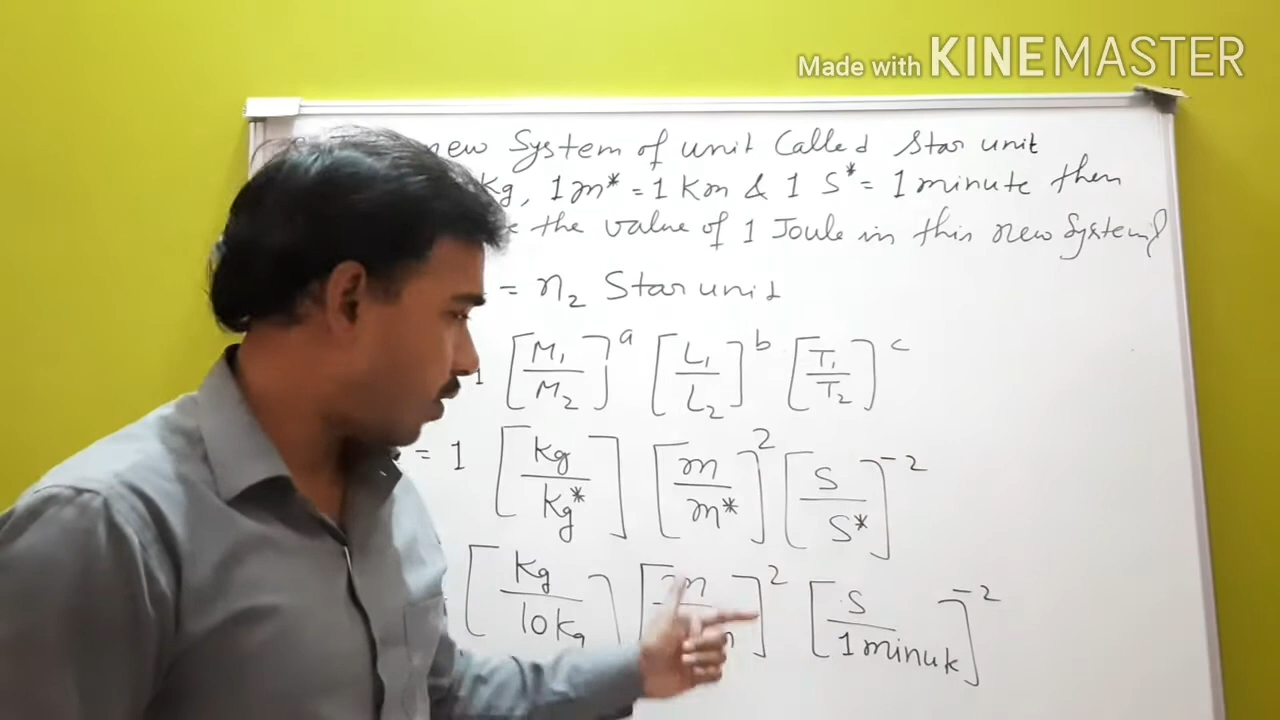 Made with KINEMASTER
new System of unit Called Star unit
Kg, 1m* = 1 Km & 1 S* = 1 minute then
the value of 1 Joule in this new System?
= n₂ Star unit
1 [M₁/M₂]ᵃ [L₁/L₂]ᵇ [T₁/T₂]ᶜ
= 1 [Kg/Kg*] [m/m*]² [S/S*]⁻²
[Kg/10Kg] [m/]² [S/1 minute]⁻²